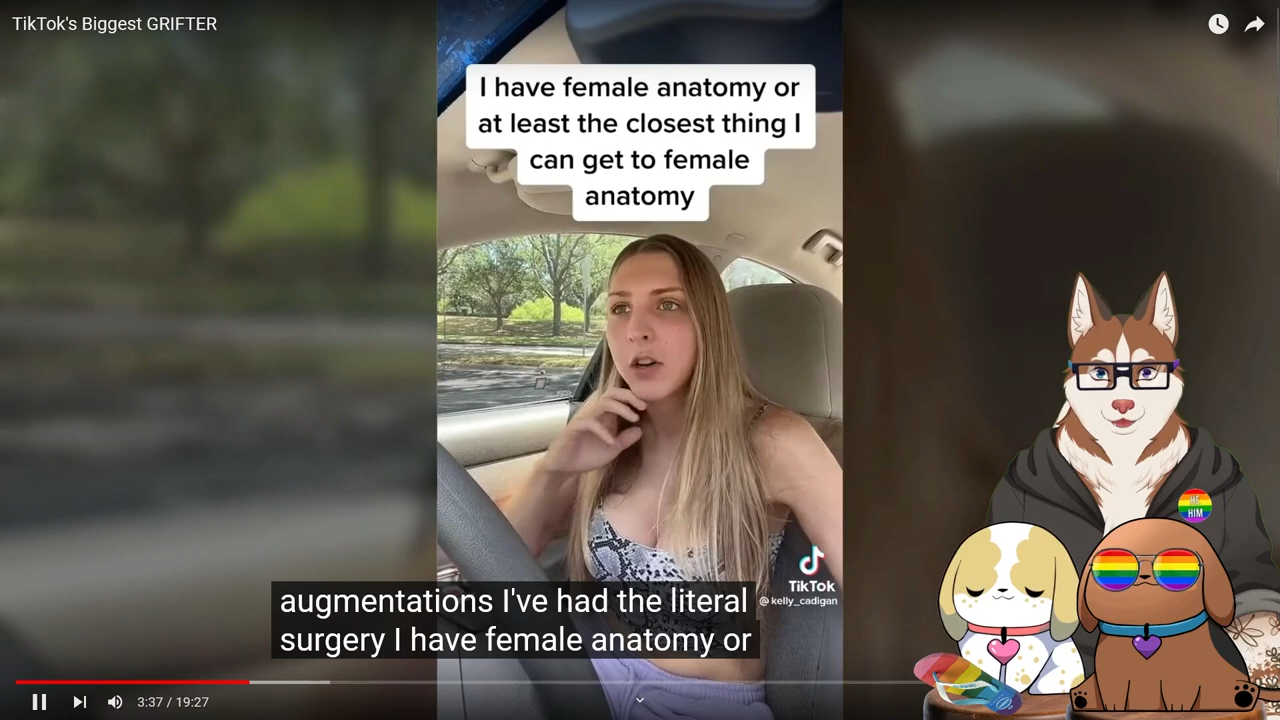 TikTok's Biggest GRIFTER
I have female anatomy or
at least the closest thing I
can get to female
anatomy
HE
HIM
TikTok
@kelly_cadigan
augmentations I've had the literal
surgery I have female anatomy or
3:37 / 19:27